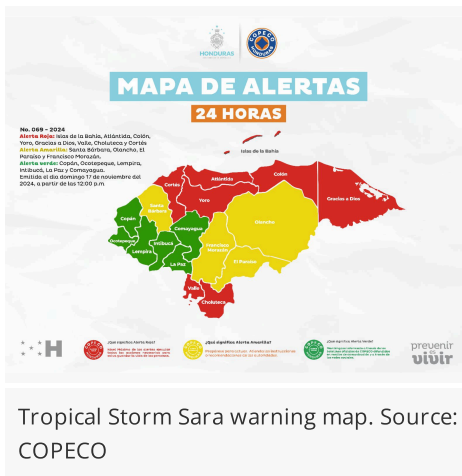 HONDURAS
COPECO
HONDURAS
MAPA DE ALERTAS
24 HORAS
No. 069 - 2024
Alerta Roja: Islas de la Bahía, Atlántida, Colón,
Yoro, Gracias a Dios, Valle, Choluteca y Cortés
Alerta Amarilla: Santa Bárbara, Olancho, El
Paraíso y Francisco Morazán.
Alerta verde: Copán, Ocotepeque, Lempira,
Intibucá, La Paz y Comayagua.
Emitida el día domingo 17 de noviembre del
2024, a partir de las 12:00 p.m
Islas de la Bahía
Cortés
Atlántida
Colón
Yoro
Gracias a Dios
Santa
Bárbara
Copán
Olancho
Comayagua
Ocotepeque
Intibucá
Lempira
Francisco
Morazán
La Paz
El Paraíso
Valle
Choluteca
¿Qué significa Alerta Roja?
¿Qué significa Alerta Amarilla?
¿Qué significa Alerta Verde?
H
prevenir
es
vivir
Tropical Storm Sara warning map. Source:
COPECO